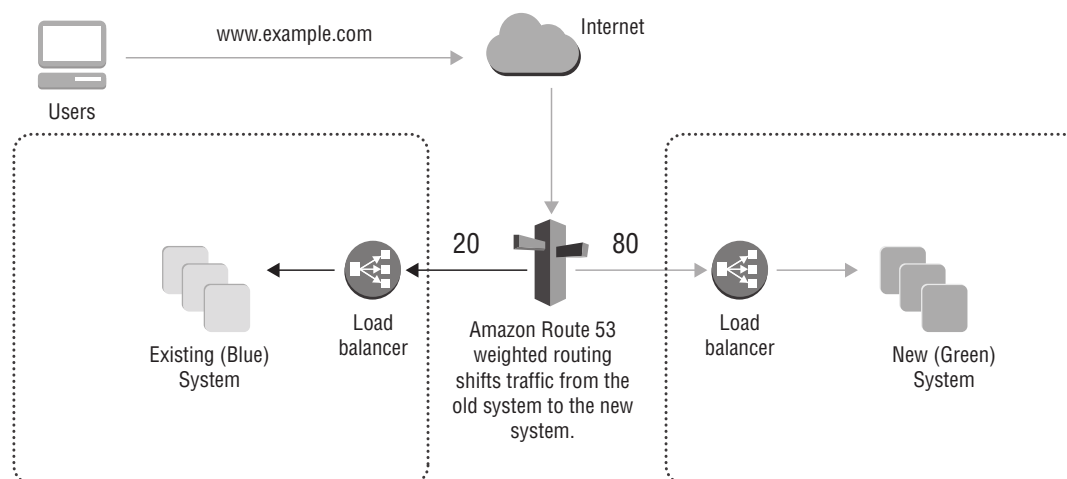 www.example.com
Internet
Users
20
80
Load
balancer
Existing (Blue)
System
Amazon Route 53
weighted routing
shifts traffic from the
old system to the new
system.
Load
balancer
New (Green)
System